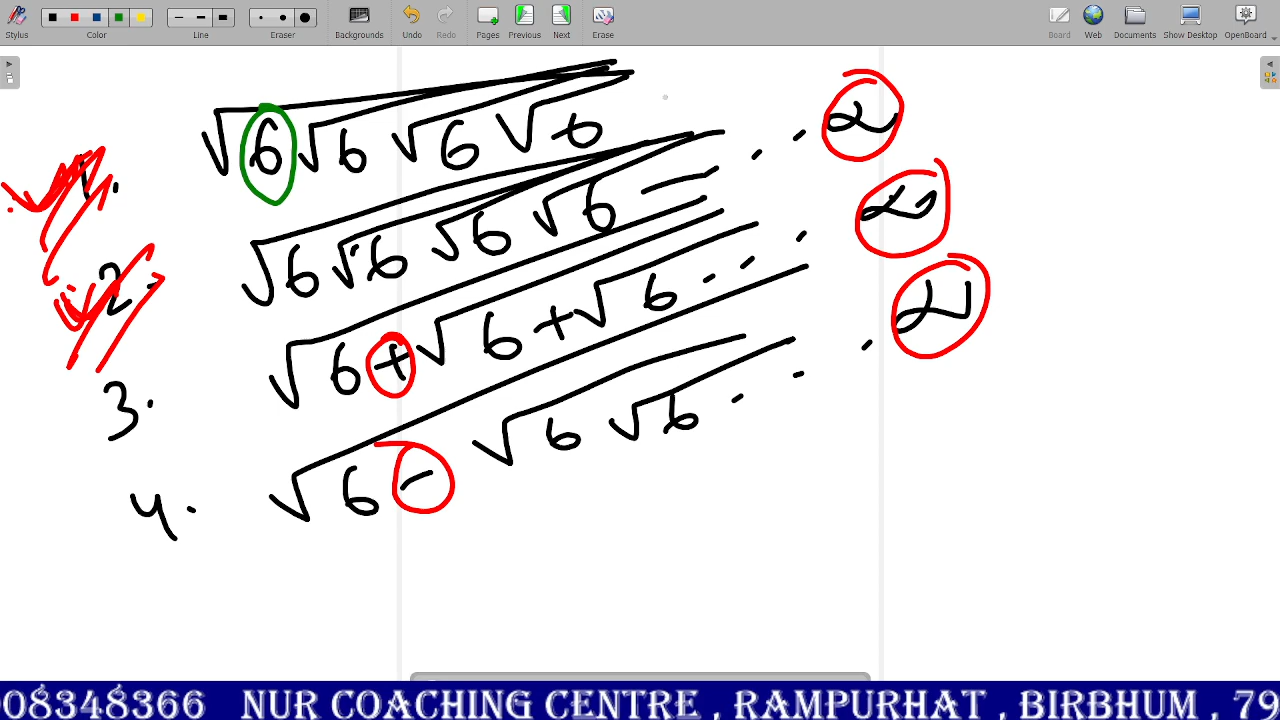 Stylus Color Line Eraser Backgrounds Undo Redo Pages Previous Next Erase Board Web Documents Show Desktop OpenBoard
1. √6√6√6√6 . . . ∞
2. √6√6√6√6 — . . ∞
3. √6+√6+√6 . . . ∞
4. √6-√6√6 . . .
08348366 NUR COACHING CENTRE , RAMPURHAT , BIRBHUM , 79